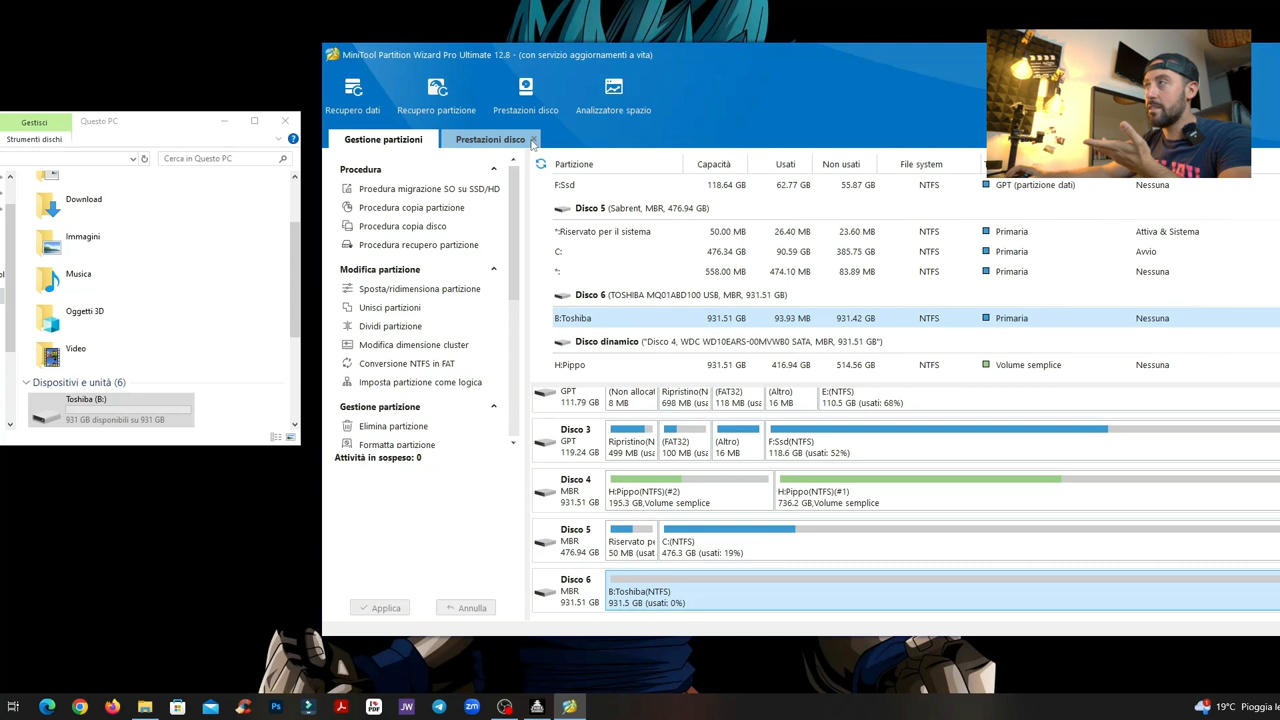 MiniTool Partition Wizard Pro Ultimate 12.8 - (con servizio aggiornamenti a vita)
Recupero dati
Recupero partizione
Prestazioni disco
Analizzatore spazio
Gestione partizioni
Prestazioni disco
Gestisci
Questo PC
Strumenti dischi
Cerca in Questo PC
Download
Immagini
Musica
Oggetti 3D
Video
Dispositivi e unità (6)
Toshiba (B:)
931 GB disponibili su 931 GB
Procedura
Proedura migrazione SO su SSD/HD
Procedura copia partizione
Procedura copia disco
Procedura recupero partizione
Modifica partizione
Sposta/ridimensiona partizione
Unisci partizioni
Dividi partizione
Modifica dimensione cluster
Conversione NTFS in FAT
Imposta partizione come logica
Gestione partizione
Elimina partizione
Formatta partizione
Attività in sospeso: 0
Applica
Annulla
Partizione Capacità Usati Non usati File system
F:Ssd 118.64 GB 62.77 GB 55.87 GB NTFS GPT (partizione dati) Nessuna
Disco 5 (Sabrent, MBR, 476.94 GB)
*:Riservato per il sistema 50.00 MB 26.40 MB 23.60 MB NTFS Primaria Attiva & Sistema
C: 476.34 GB 90.59 GB 385.75 GB NTFS Primaria Avvio
*: 558.00 MB 474.10 MB 83.89 MB NTFS Primaria Nessuna
Disco 6 (TOSHIBA MQ01ABD100 USB, MBR, 931.51 GB)
B:Toshiba 931.51 GB 93.93 MB 931.42 GB NTFS Primaria Nessuna
Disco dinamico ("Disco 4, WDC WD10EARS-00MVWB0 SATA, MBR, 931.51 GB")
H:Pippo 931.51 GB 416.94 GB 514.56 GB NTFS Volume semplice Nessuna
GPT (Non allocat Ripristino(N (FAT32) (Altro) E:(NTFS)
111.79 GB 8 MB 698 MB (usa 118 MB (usa 16 MB 110.5 GB (usati: 68%)
Disco 3
GPT Ripristino(N (FAT32) (Altro) F:Ssd(NTFS)
119.24 GB 499 MB (usa 100 MB (usa 16 MB 118.6 GB (usati: 52%)
Disco 4
MBR H:Pippo(NTFS)(#2) H:Pippo(NTFS)(#1)
931.51 GB 195.3 GB,Volume semplice 736.2 GB,Volume semplice
Disco 5
MBR Riservato pe C:(NTFS)
476.94 GB 50 MB (usat 476.3 GB (usati: 19%)
Disco 6
MBR B:Toshiba(NTFS)
931.51 GB 931.5 GB (usati: 0%)
19°C Pioggia le